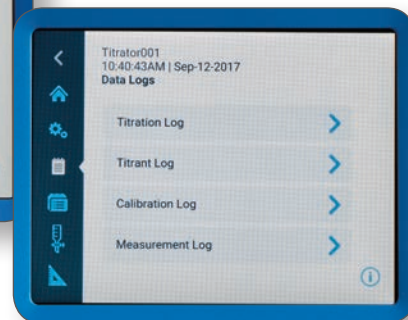 Titrator001
10:40:43AM | Sep-12-2017
Data Logs
Titration Log
Titrant Log
Calibration Log
Measurement Log